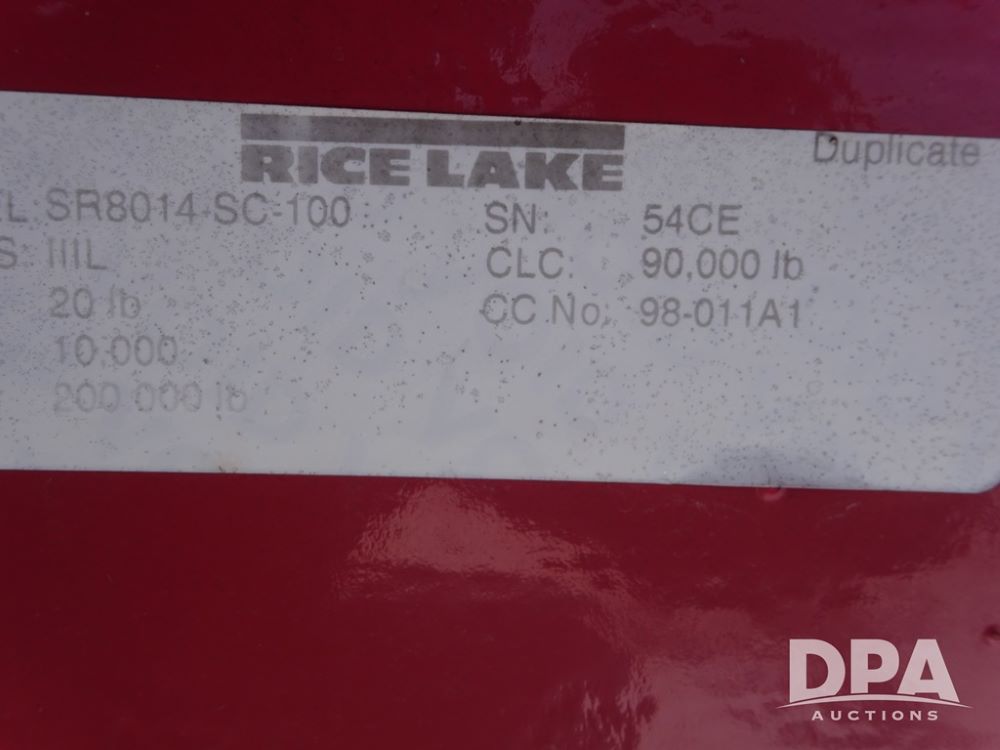 RICE LAKE
Duplicate
EL SR8014-SC-100 SN: 54CE
S IIIL CLC: 90,000 lb
20 lb CC No. 98-011A1
10,000
200,000 lb
DPA
AUCTIONS